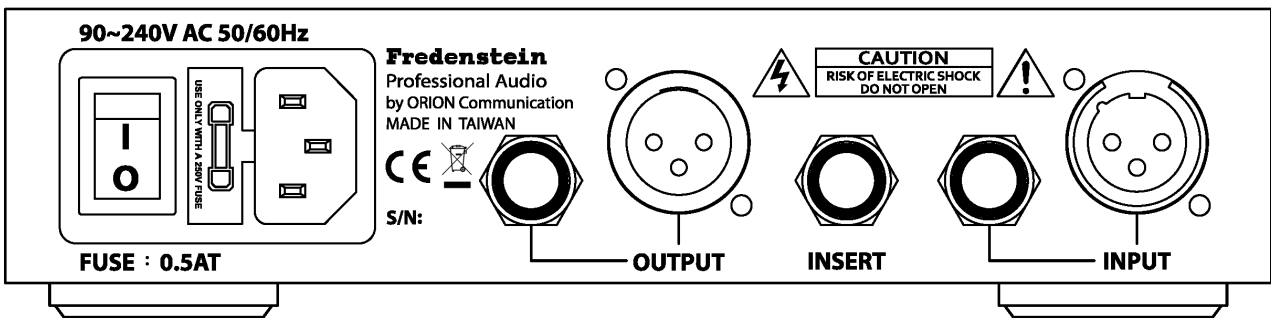 90~240V AC 50/60Hz
I
O
USE ONLY WITH A 250V FUSE
FUSE : 0.5AT
Fredenstein
Professional Audio
by ORION Communication
MADE IN TAIWAN
CE
S/N:
CAUTION
RISK OF ELECTRIC SHOCK
DO NOT OPEN
!
OUTPUT
INSERT
INPUT